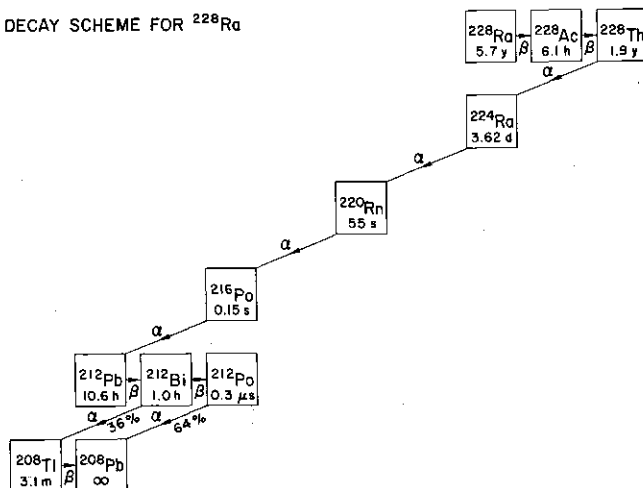 DECAY SCHEME FOR ²²⁸Ra
²²⁸Ra
5.7 y
β
²²⁸Ac
6.1 h
β
²²⁸Th
1.9 y
α
²²⁴Ra
3.62 d
α
²²⁰Rn
55 s
α
²¹⁶Po
0.15 s
α
²¹²Pb
10.6 h
β
²¹²Bi
1.0 h
β
²¹²Po
0.3 μs
α
36%
α
64%
²⁰⁸Tl
3.1 m
β
²⁰⁸Pb
∞